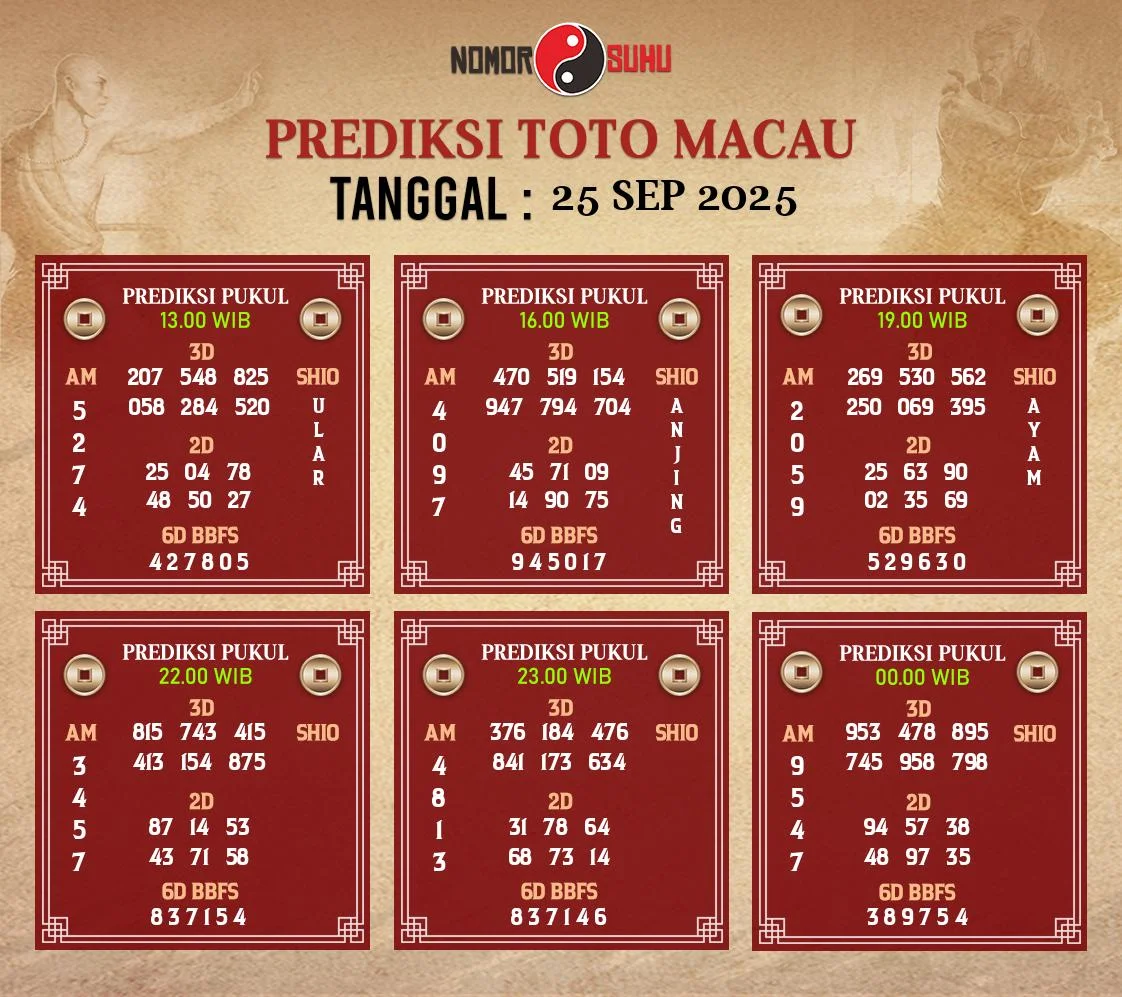 NOMOR SUHU
PREDIKSI TOTO MACAU
TANGGAL : 25 SEP 2025
PREDIKSI PUKUL
13.00 WIB
3D
AM 207 548 825 SHIO
058 284 520
5
2
7
4
U
L
A
R
2D
25 04 78
48 50 27
6D BBFS
427805
PREDIKSI PUKUL
16.00 WIB
3D
AM 470 519 154 SHIO
947 794 704
4
0
9
7
A
N
J
I
N
G
2D
45 71 09
14 90 75
6D BBFS
945017
PREDIKSI PUKUL
19.00 WIB
3D
AM 269 530 562 SHIO
250 069 395
2
0
5
9
A
Y
A
M
2D
25 63 90
02 35 69
6D BBFS
529630
PREDIKSI PUKUL
22.00 WIB
3D
AM 815 743 415 SHIO
413 154 875
3
4
5
7
2D
87 14 53
43 71 58
6D BBFS
837154
PREDIKSI PUKUL
23.00 WIB
3D
AM 376 184 476 SHIO
841 173 634
4
8
1
3
2D
31 78 64
68 73 14
6D BBFS
837146
PREDIKSI PUKUL
00.00 WIB
3D
AM 953 478 895 SHIO
745 958 798
9
5
4
7
2D
94 57 38
48 97 35
6D BBFS
389754